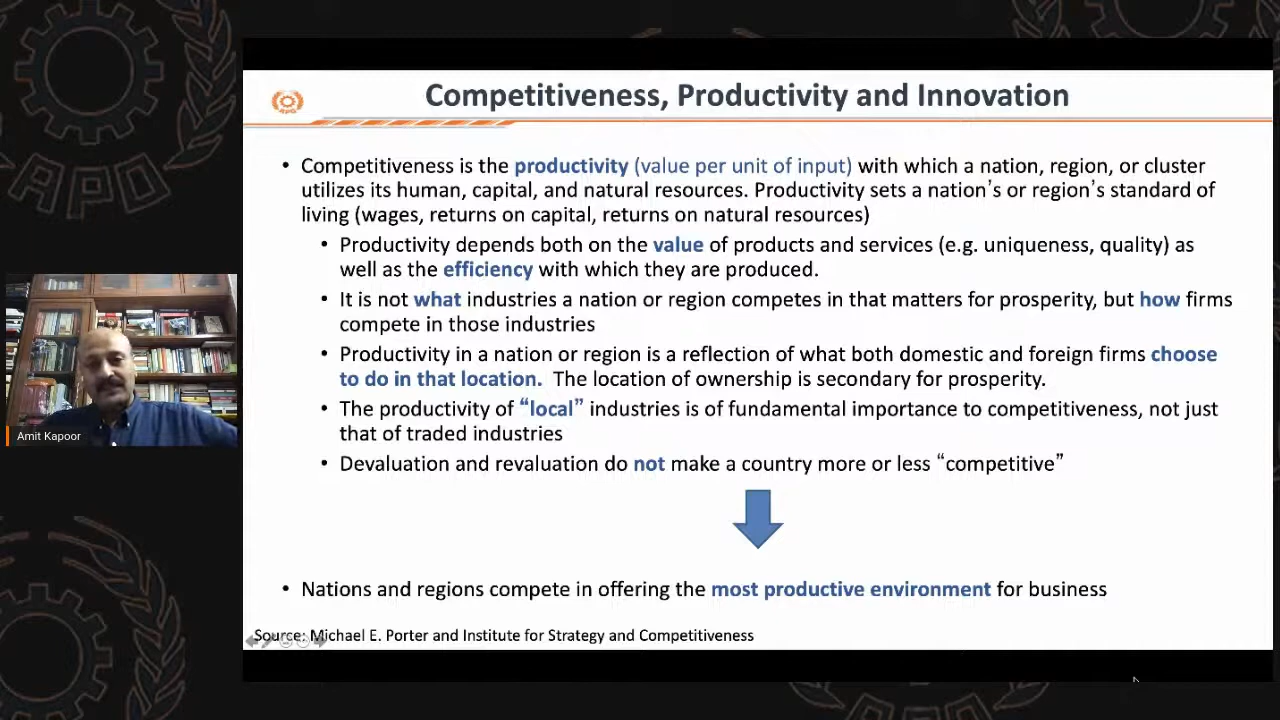 Competitiveness, Productivity and Innovation
APO
• Competitiveness is the productivity (value per unit of input) with which a nation, region, or cluster
utilizes its human, capital, and natural resources. Productivity sets a nation's or region's standard of
living (wages, returns on capital, returns on natural resources)
• Productivity depends both on the value of products and services (e.g. uniqueness, quality) as
well as the efficiency with which they are produced.
• It is not what industries a nation or region competes in that matters for prosperity, but how firms
compete in those industries
• Productivity in a nation or region is a reflection of what both domestic and foreign firms choose
to do in that location. The location of ownership is secondary for prosperity.
• The productivity of “local” industries is of fundamental importance to competitiveness, not just
that of traded industries
• Devaluation and revaluation do not make a country more or less “competitive”
• Nations and regions compete in offering the most productive environment for business
Source: Michael E. Porter and Institute for Strategy and Competitiveness
Amit Kapoor
APO